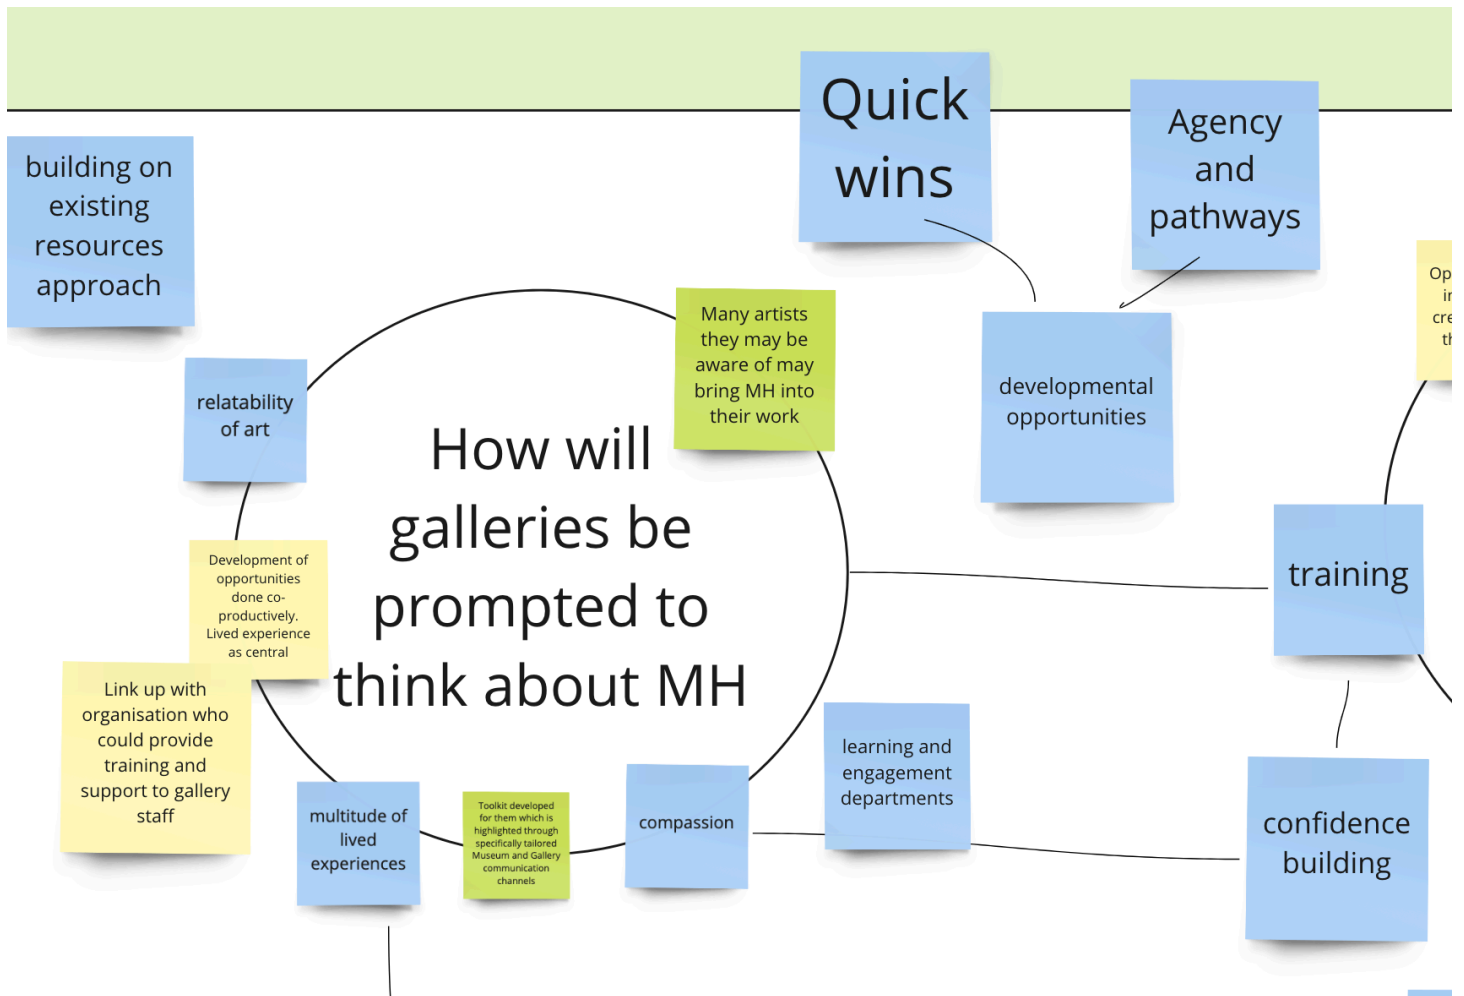 Quick
wins
Agency
and
pathways
building on
existing
resources
approach
Many artists
they may be
aware of may
bring MH into
their work
developmental
opportunities
relatability
of art
How will
galleries be
prompted to
think about MH
training
Development of
opportunities
done co-
productively.
Lived experience
as central
Link up with
organisation who
could provide
training and
support to gallery
staff
learning and
engagement
departments
multitude of
lived
experiences
Toolkit developed
for them which is
highlighted through
specifically tailored
Museum and Gallery
communication
channels
compassion
confidence
building